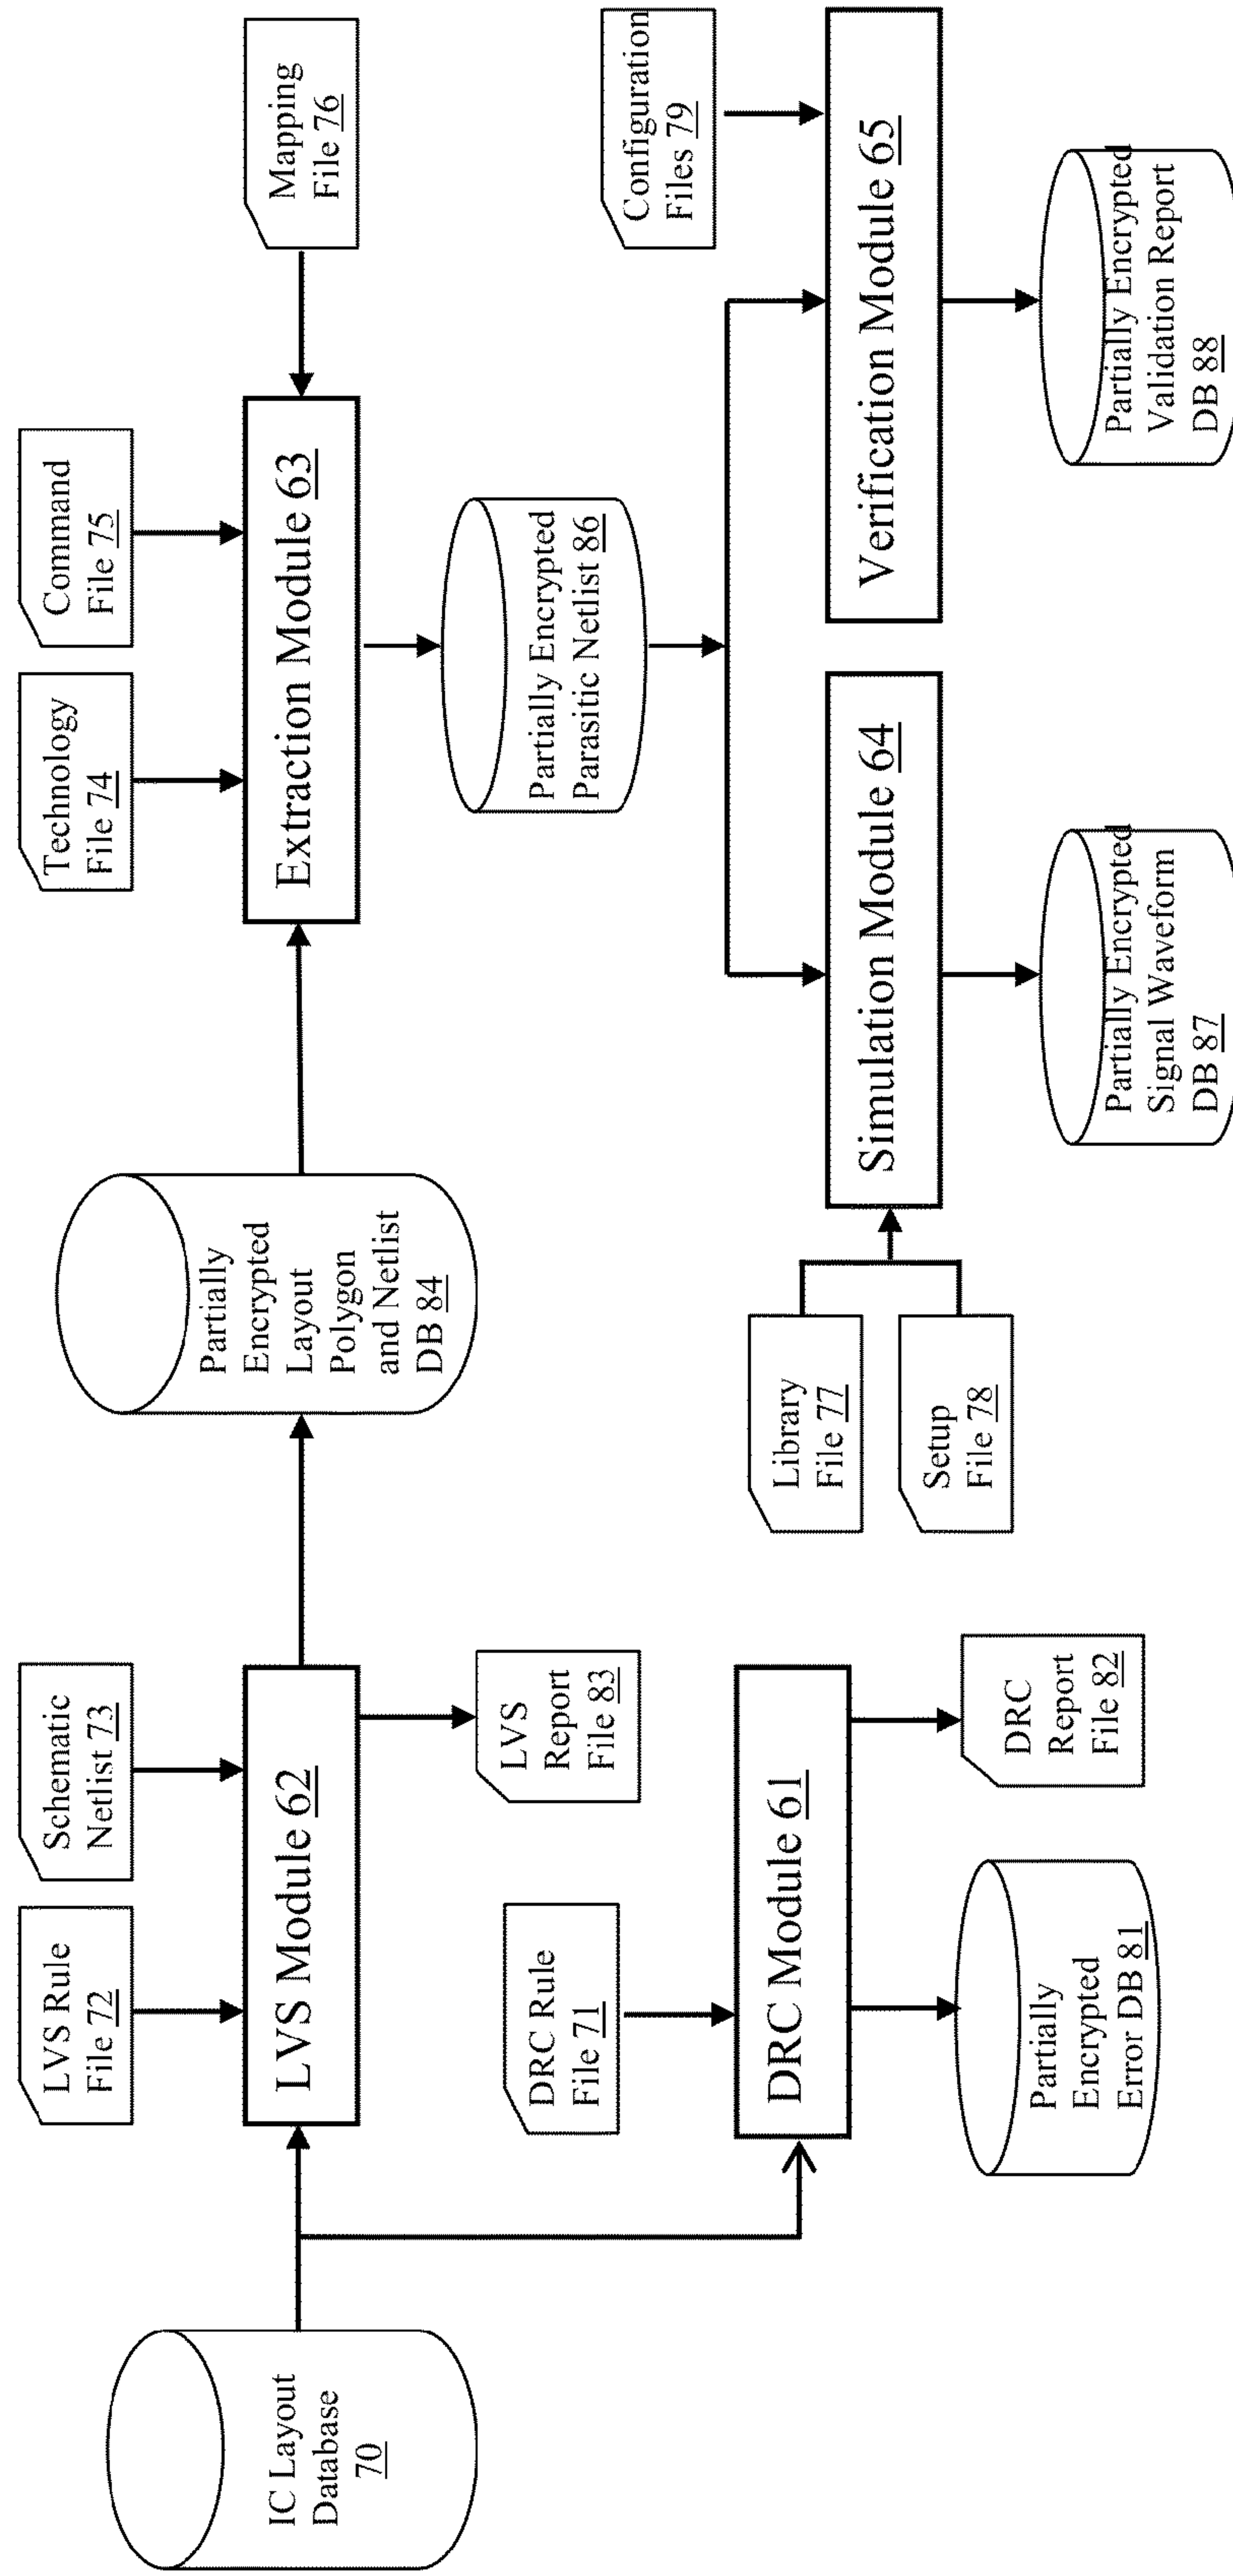 IC Layout
Database
70
LVS Rule
File 72
Schematic
Netlist 73
LVS Module 62
LVS
Report
File 83
DRC Rule
File 71
DRC Module 61
Partially
Encrypted
Error DB 81
DRC
Report
File 82
Partially
Encrypted
Layout
Polygon
and Netlist
DB 84
Technology
File 74
Command
File 75
Mapping
File 76
Extraction Module 63
Partially Encrypted
Parasitic Netlist 86
Library
File 77
Setup
File 78
Simulation Module 64
Configuration
Files 79
Verification Module 65
Partially Encrypted
Signal Waveform
DB 87
Partially Encrypted
Validation Report
DB 88